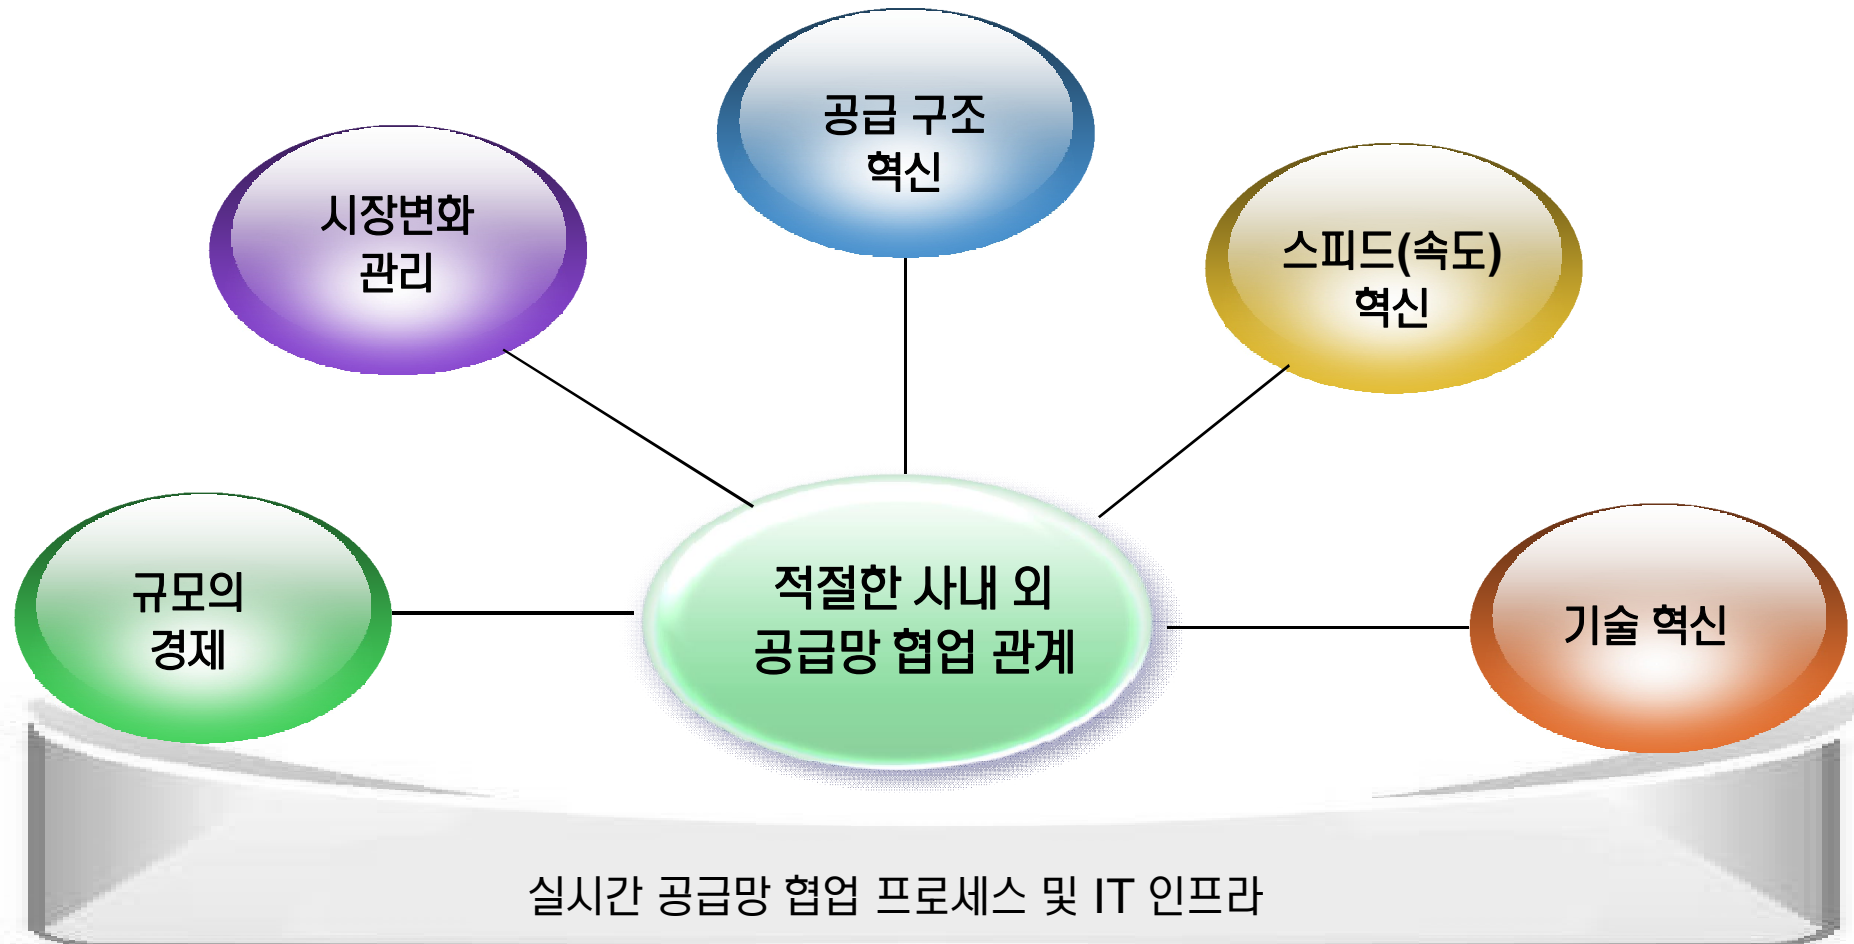 공급 구조
혁신
시장변화
관리
스피드(속도)
혁신
규모의
경제
적절한 사내 외
공급망 협업 관계
기술 혁신
실시간 공급망 협업 프로세스 및 IT 인프라